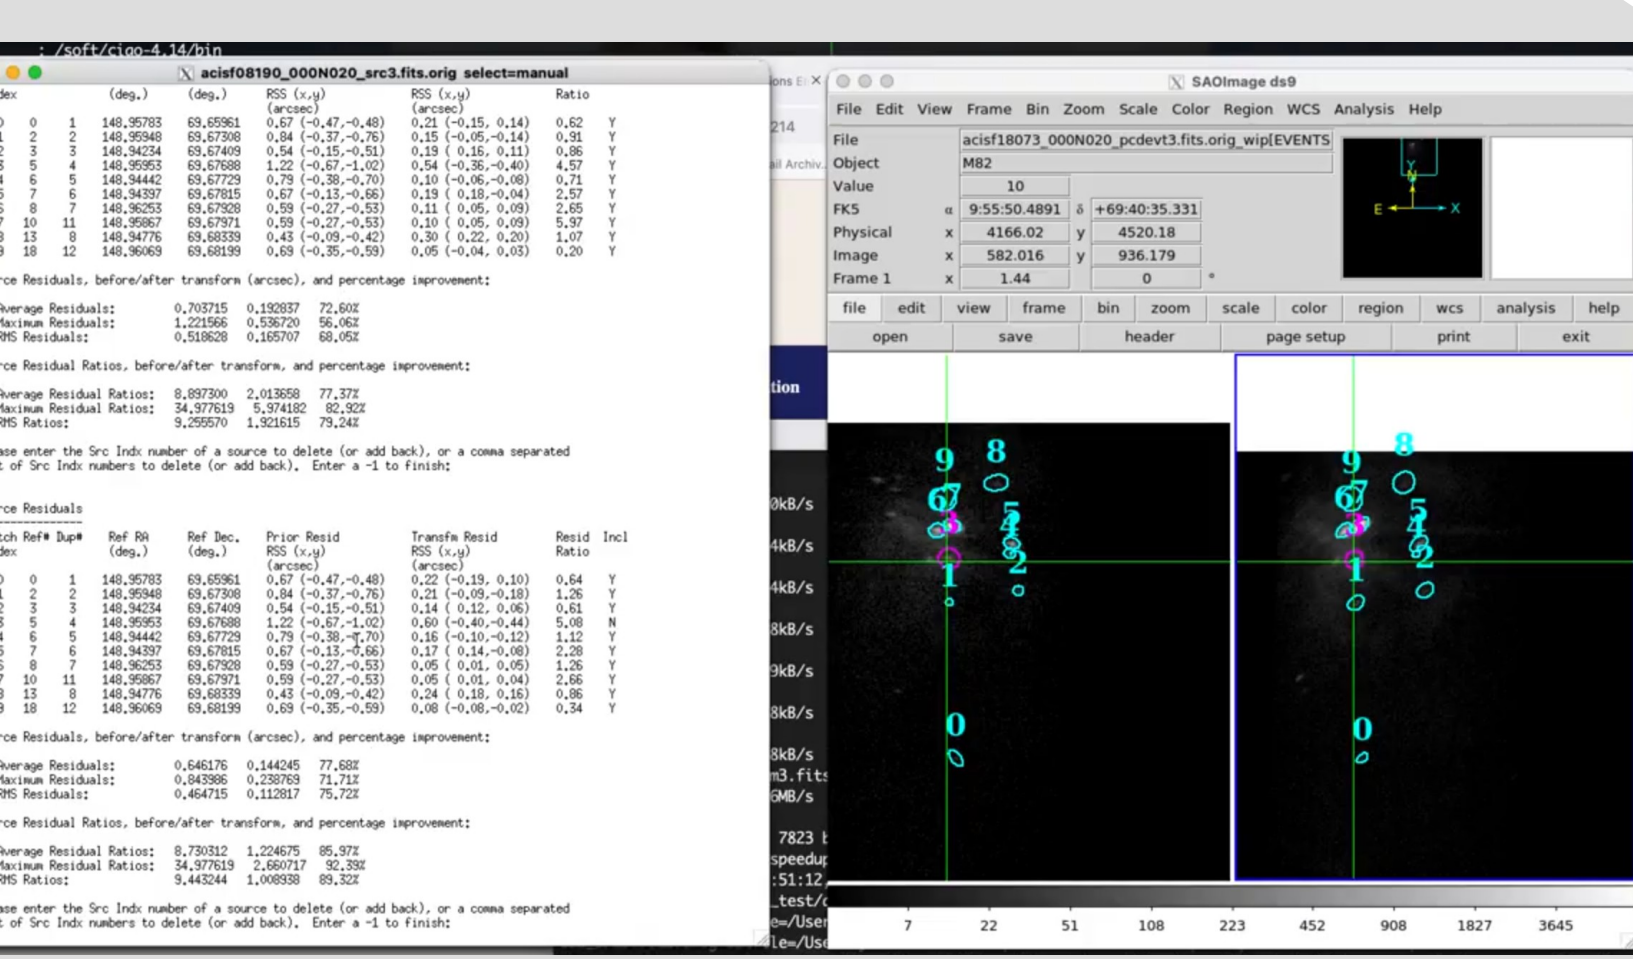 : /soft/ciao-4.14/bin
acisf08190_000N020_src3.fits.orig select=manual
dex (deg.) (deg.) RSS (x,y) RSS (x,y) Ratio
(arcsec) (arcsec)
0 0 1 148.95783 69.65961 0.67 (-0.47,-0.48) 0.21 (-0.15, 0.14) 0.62 Y
1 2 2 148.95948 69.67308 0.84 (-0.37,-0.76) 0.15 (-0.05,-0.14) 0.91 Y
2 3 3 148.94234 69.67409 0.54 (-0.15,-0.51) 0.19 ( 0.16, 0.11) 0.86 Y
3 5 4 148.95953 69.67688 1.22 (-0.67,-1.02) 0.54 (-0.36,-0.40) 4.57 Y
4 6 5 148.94442 69.67729 0.79 (-0.38,-0.70) 0.10 (-0.06,-0.08) 0.71 Y
5 7 6 148.94397 69.67815 0.67 (-0.13,-0.66) 0.19 ( 0.18,-0.04) 2.57 Y
6 8 7 148.96253 69.67928 0.59 (-0.27,-0.53) 0.11 ( 0.05, 0.09) 2.65 Y
7 10 11 148.95867 69.67971 0.59 (-0.27,-0.53) 0.10 ( 0.05, 0.09) 5.97 Y
8 13 8 148.94776 69.68339 0.43 (-0.09,-0.42) 0.30 ( 0.22, 0.20) 1.07 Y
9 18 12 148.96069 69.68199 0.69 (-0.35,-0.59) 0.05 (-0.04, 0.03) 0.20 Y
rce Residuals, before/after transform (arcsec), and percentage improvement:
Average Residuals: 0.703715 0.192837 72.60%
Maximum Residuals: 1.221566 0.536720 56.06%
RMS Residuals: 0.518628 0.165707 68.05%
rce Residual Ratios, before/after transform, and percentage improvement:
Average Residual Ratios: 8.897300 2.013658 77.37%
Maximum Residual Ratios: 34.977619 5.974182 82.92%
RMS Ratios: 9.255570 1.921615 79.24%
ase enter the Src Indx number of a source to delete (or add back), or a comma separated
t of Src Indx numbers to delete (or add back). Enter a -1 to finish:
rce Residuals
-------------
tch Ref# Dup# Ref RA Ref Dec. Prior Resid Transfm Resid Resid Incl
dex (deg.) (deg.) RSS (x,y) RSS (x,y) Ratio
(arcsec) (arcsec)
0 0 1 148.95783 69.65961 0.67 (-0.47,-0.48) 0.22 (-0.19, 0.10) 0.64 Y
1 2 2 148.95948 69.67308 0.84 (-0.37,-0.76) 0.21 (-0.09,-0.18) 1.26 Y
2 3 3 148.94234 69.67409 0.54 (-0.15,-0.51) 0.14 ( 0.12, 0.06) 0.61 Y
3 5 4 148.95953 69.67688 1.22 (-0.67,-1.02) 0.60 (-0.40,-0.44) 5.08 N
4 6 5 148.94442 69.67729 0.79 (-0.38,-0.70) 0.16 (-0.10,-0.12) 1.12 Y
5 7 6 148.94397 69.67815 0.67 (-0.13,-0.66) 0.17 ( 0.14,-0.08) 2.28 Y
6 8 7 148.96253 69.67928 0.59 (-0.27,-0.53) 0.05 ( 0.01, 0.05) 1.26 Y
7 10 11 148.95867 69.67971 0.59 (-0.27,-0.53) 0.05 ( 0.01, 0.04) 2.66 Y
8 13 8 148.94776 69.68339 0.43 (-0.09,-0.42) 0.24 ( 0.18, 0.16) 0.86 Y
9 18 12 148.96069 69.68199 0.69 (-0.35,-0.59) 0.08 (-0.08,-0.02) 0.34 Y
rce Residuals, before/after transform (arcsec), and percentage improvement:
Average Residuals: 0.646176 0.144245 77.68%
Maximum Residuals: 0.843986 0.238769 71.71%
RMS Residuals: 0.464715 0.112817 75.72%
rce Residual Ratios, before/after transform, and percentage improvement:
Average Residual Ratios: 8.730312 1.224675 85.97%
Maximum Residual Ratios: 34.977619 2.660717 92.39%
RMS Ratios: 9.443244 1.008938 89.32%
ase enter the Src Indx number of a source to delete (or add back), or a comma separated
t of Src Indx numbers to delete (or add back). Enter a -1 to finish:
ions E
214
ail Archiv..
tion
0kB/s
4kB/s
4kB/s
8kB/s
9kB/s
8kB/s
8kB/s
m3.fits
6MB/s
7823 b
speedup
:51:12
_test/
e=/User
le=/Use
SAOImage ds9
File Edit View Frame Bin Zoom Scale Color Region WCS Analysis Help
File acisf18073_000N020_pcdevt3.fits.orig_wip[EVENTS
Object M82
Value 10
FK5 α 9:55:50.4891 δ +69:40:35.331
Physical x 4166.02 y 4520.18
Image x 582.016 y 936.179
Frame 1 x 1.44 0 °
Y
N
E X
file edit view frame bin zoom scale color region wcs analysis help
open save header page setup print exit
9 8
6 7
3 5
4
2
1
0
8
9
6 7
5
3 4
2
1
0
7 22 51 108 223 452 908 1827 3645